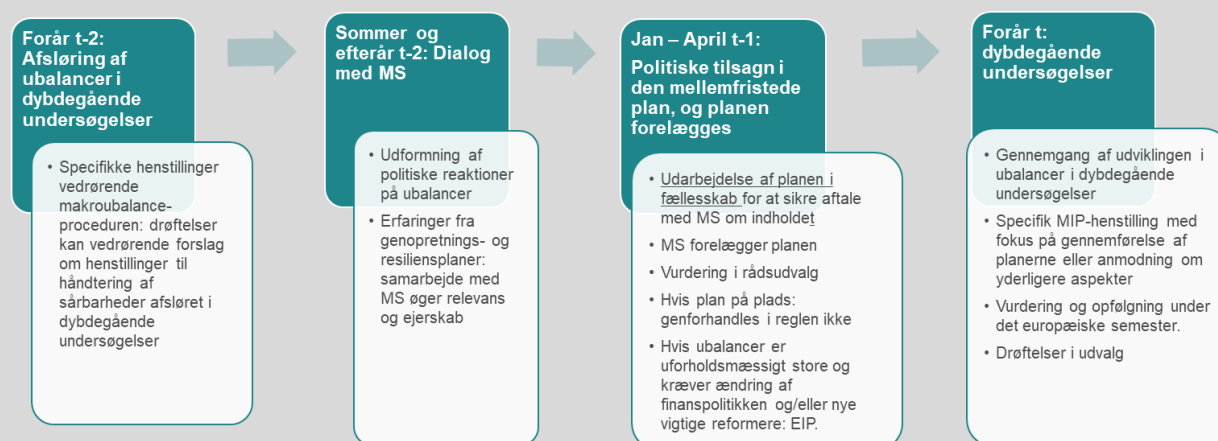 Forår t-2:
Afsløring af
ubalancer i
dybdegående
undersøgelser
• Specifikke henstillinger
vedrørende
makroubalance-
proceduren: drøftelser
kan vedrørende forslag
om henstillinger til
håndtering af
sårbarheder afsløret i
dybdegående
undersøgelser
Sommer og
efterår t-2: Dialog
med MS
• Udformning af
politiske reaktioner
på ubalancer
• Erfaringer fra
genopretnings- og
resiliensplaner:
samarbejde med
MS øger relevans
og ejerskab
Jan – April t-1:
Politiske tilsagn i
den mellemfristede
plan, og planen
forelægges
• Udarbejdelse af planen i
fællesskab for at sikre aftale
med MS om indholdet
• MS forelægger planen
• Vurdering i rådsudvalg
• Hvis plan på plads:
genforhandles i reglen ikke
• Hvis ubalancer er
uforholdsmæssigt store og
kræver ændring af
finanspolitikken og/eller nye
vigtige reformere: EIP.
Forår t:
dybdegående
undersøgelser
• Gennemgang af udviklingen i
ubalancer i dybdegående
undersøgelser
• Specifik MIP-henstilling med
fokus på gennemførelse af
planerne eller anmodning om
yderligere aspekter
• Vurdering og opfølgning under
det europæiske semester.
• Drøftelser i udvalg